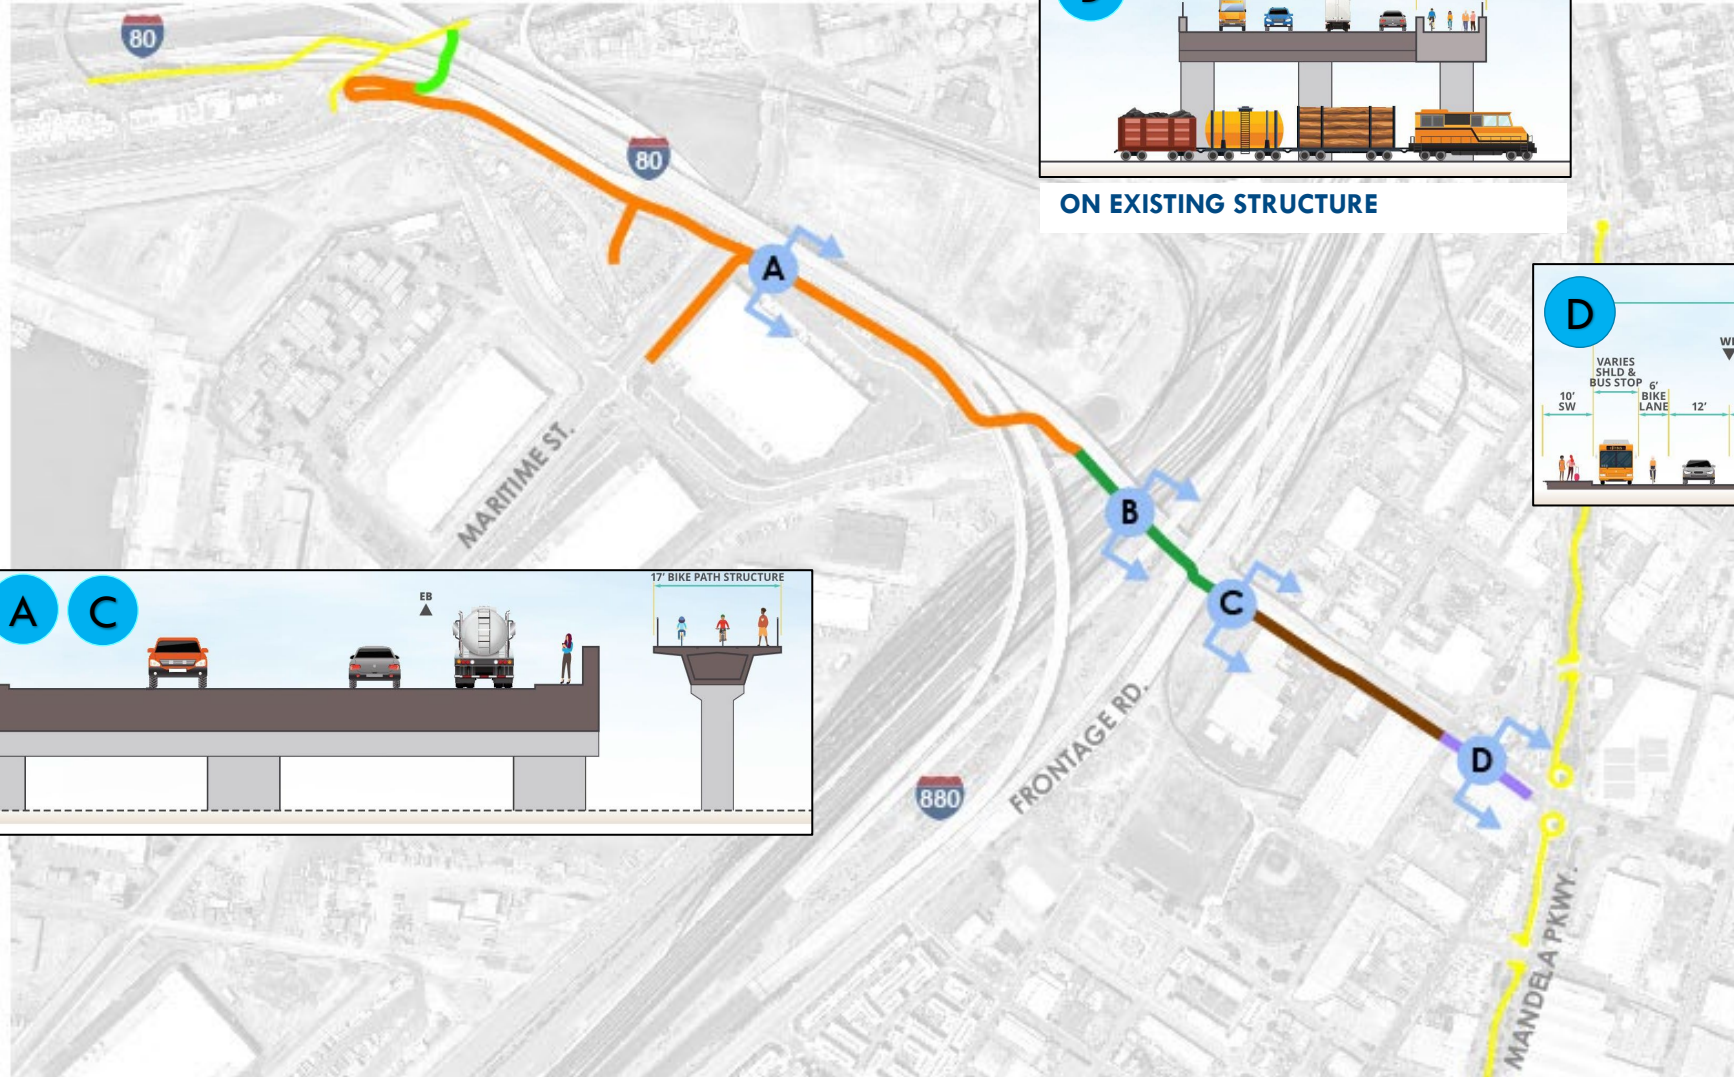 80
80
ON EXISTING STRUCTURE
A
D
VARIES
SHLD &
BUS STOP
10'
SW
6'
BIKE
LANE
12'
MARITIME ST.
B
A
C
EB
17' BIKE PATH STRUCTURE
C
FRONTAGE RD.
D
880
MANDELA PKWY.